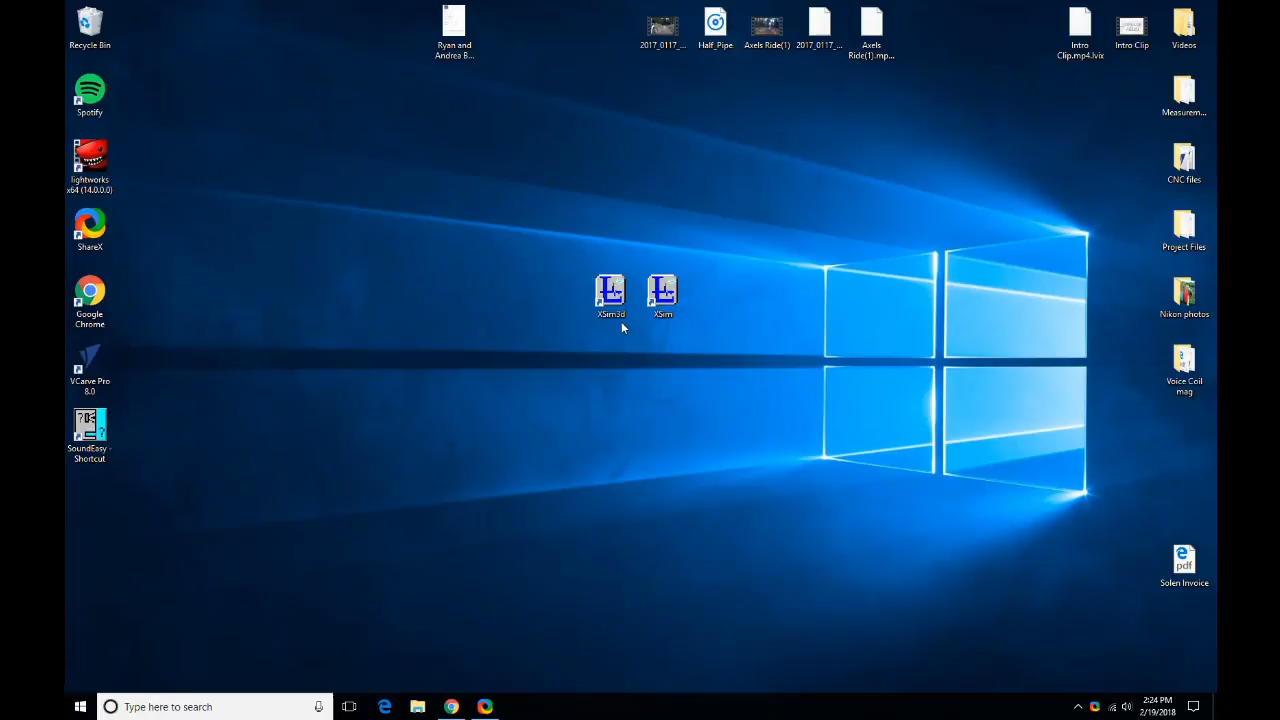 Recycle Bin
Spotify
lightworks
x64 (14.0.0.0)
ShareX
Google
Chrome
VCarve Pro
8.0
SoundEasy -
Shortcut
Ryan and
Andrea B...
XSim3d
XSim
2017_0117_...
Half_Pipe
Axels Ride(1)
2017_0117_...
Axels
Ride(1).mp...
Intro
Clip.mp4.lvix
Intro Clip
Videos
Measurem...
CNC files
Project Files
Nikon photos
Voice Coil
mag
pdf
Solen Invoice
Type here to search
2:24 PM
2/19/2018